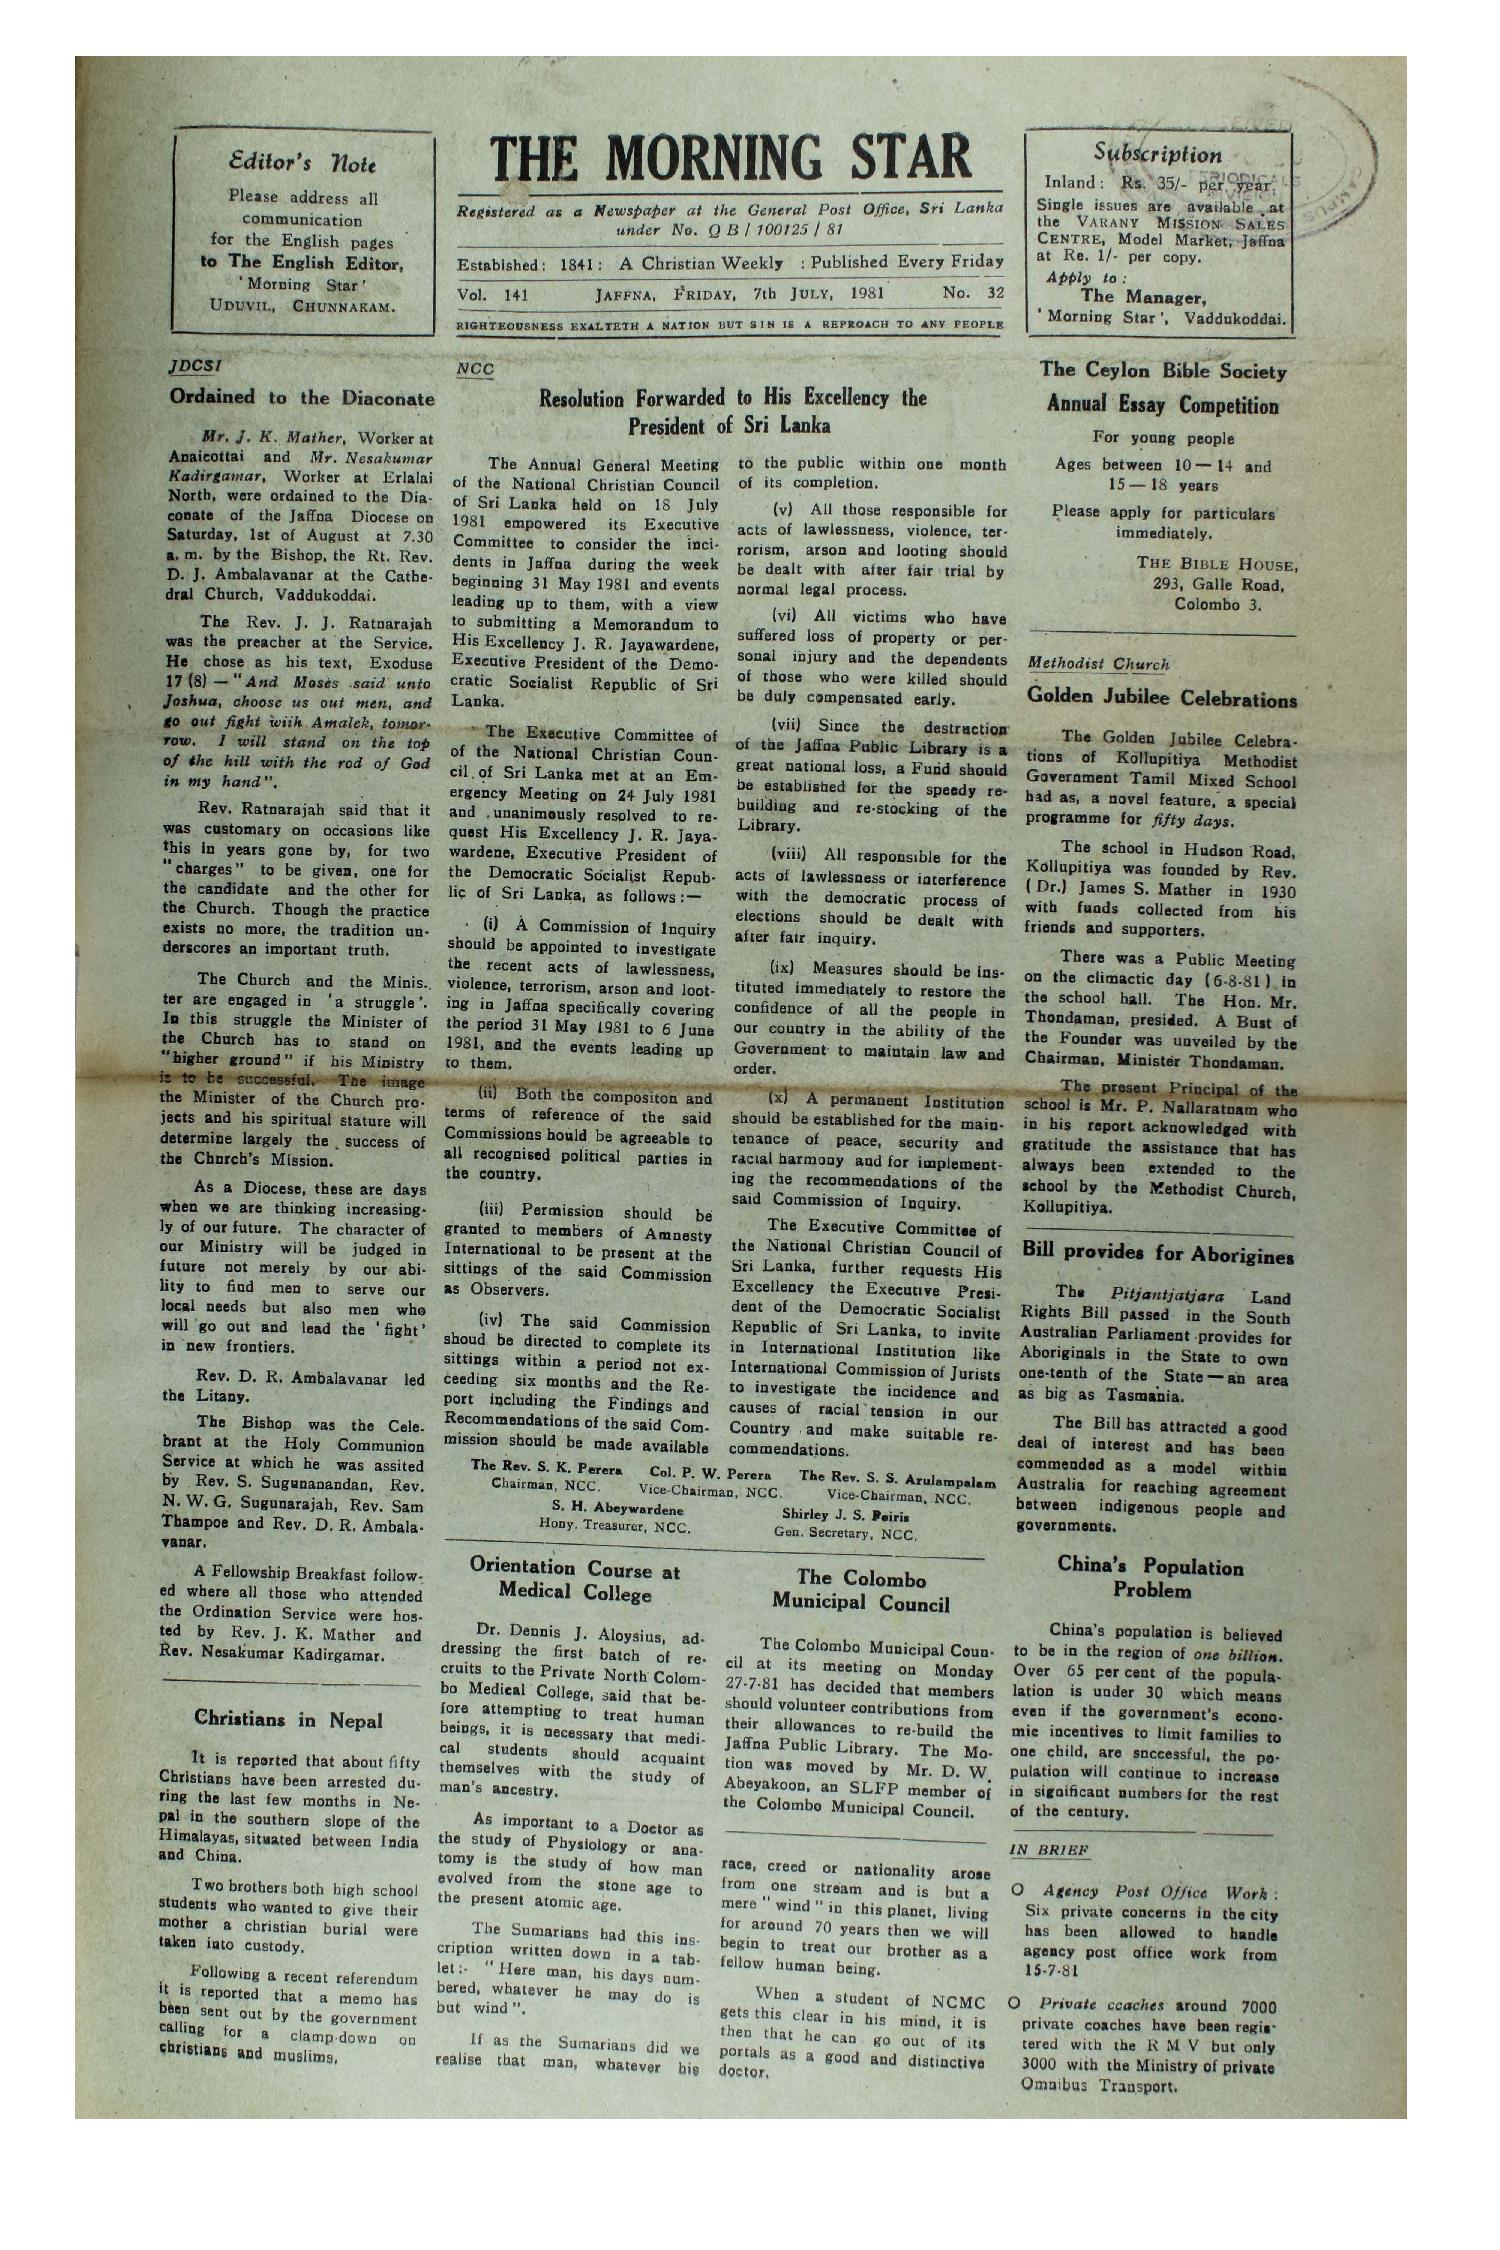 Editor's Note
Please address all
communication
for the English pages
to The English Editor,
'Morning Star'
UDUVIL, CHUNNAKAM.
THE MORNING STAR
Registered as a Newspaper at the General Post Office, Sri Lanka
under No. Q B / 100125 / 81
Established: 1841: A Christian Weekly : Published Every Friday
Vol. 141 JAFFNA, FRIDAY, 7th JULY, 1981 No. 32
RIGHTEOUSNESS EXALTETH A NATION BUT SIN IS A REPROACH TO ANY PEOPLE
Subscription
Inland: Rs. 35/- per year.
Single issues are available at
the VARANY MISSION SALES
CENTRE, Model Market, Jaffna
at Re. 1/- per copy.
Apply to:
The Manager,
'Morning Star', Vaddukoddai.
JDCSI
Ordained to the Diaconate
Mr. J. K. Mather, Worker at
Anaicottai and Mr. Nesakumar
Kadirgamar, Worker at Erlalai
North, were ordained to the Dia-
conate of the Jaffna Diocese on
Saturday, 1st of August at 7.30
a. m. by the Bishop, the Rt. Rev.
D. J. Ambalavanar at the Cathe-
dral Church, Vaddukoddai.
The Rev. J. J. Ratnarajah
was the preacher at the Service.
He chose as his text, Exoduse
17 (8) — "And Moses said unto
Joshua, choose us out men, and
go out fight wiih Amalek, tomor-
row. I will stand on the top
of the hill with the rod of God
in my hand".
Rev. Ratnarajah said that it
was customary on occasions like
this in years gone by, for two
"charges" to be given, one for
the candidate and the other for
the Church. Though the practice
exists no more, the tradition un-
derscores an important truth.
The Church and the Minis-
ter are engaged in 'a struggle'.
In this struggle the Minister of
the Church has to stand on
"higher ground" if his Ministry
is to be successful. The image
the Minister of the Church pro-
jects and his spiritual stature will
determine largely the success of
the Church's Mission.
As a Diocese, these are days
when we are thinking increasing-
ly of our future. The character of
our Ministry will be judged in
future not merely by our abi-
lity to find men to serve our
local needs but also men who
will go out and lead the 'fight'
in new frontiers.
Rev. D. R. Ambalavanar led
the Litany.
The Bishop was the Cele-
brant at the Holy Communion
Service at which he was assited
by Rev. S. Sugunanandan, Rev.
N. W. G. Sugunarajah, Rev. Sam
Thampoe and Rev. D. R. Ambala-
vanar.
A Fellowship Breakfast follow-
ed where all those who attended
the Ordination Service were hos-
ted by Rev. J. K. Mather and
Rev. Nesakumar Kadirgamar.
Christians in Nepal
It is reported that about fifty
Christians have been arrested du-
ring the last few months in Ne-
pal in the southern slope of the
Himalayas, situated between India
and China.
Two brothers both high school
students who wanted to give their
mother a christian burial were
taken into custody.
Following a recent referendum
it is reported that a memo has
been sent out by the government
calling for a clamp-down on
christians and muslims,
NCC
Resolution Forwarded to His Excellency the
President of Sri Lanka
The Annual General Meeting
of the National Christian Council
of Sri Lanka held on 18 July
1981 empowered its Executive
Committee to consider the inci-
dents in Jaffna during the week
beginning 31 May 1981 and events
leading up to them, with a view
to submitting a Memorandum to
His Excellency J. R. Jayawardene,
Executive President of the Demo-
cratic Socialist Republic of Sri
Lanka.
The Executive Committee of
of the National Christian Coun-
cil of Sri Lanka met at an Em-
ergency Meeting on 24 July 1981
and unanimously resolved to re-
quest His Excellency J. R. Jaya-
wardene, Executive President of
the Democratic Socialist Repub-
lic of Sri Lanka, as follows:—
(i) A Commission of Inquiry
should be appointed to investigate
the recent acts of lawlessness,
violence, terrorism, arson and loot-
ing in Jaffna specifically covering
the period 31 May 1981 to 6 June
1981, and the events leading up
to them.
(ii) Both the compositon and
terms of reference of the said
Commissions hould be agreeable to
all recognised political parties in
the country.
(iii) Permission should be
granted to members of Amnesty
International to be present at the
sittings of the said Commission
as Observers.
(iv) The said Commission
shoud be directed to complete its
sittings within a period not ex-
ceeding six months and the Re-
port including the Findings and
Recommendations of the said Com-
mission should be made available
to the public within one month
of its completion.
(v) All those responsible for
acts of lawlessness, violence, ter-
rorism, arson and looting should
be dealt with after fair trial by
normal legal process.
(vi) All victims who have
suffered loss of property or per-
sonal injury and the dependents
of those who were killed should
be duly compensated early.
(vii) Since the destruction
of the Jaffna Public Library is a
great national loss, a Fund should
be established for the speedy re-
building and re-stocking of the
Library.
(viii) All responsible for the
acts of lawlessness or interference
with the democratic process of
elections should be dealt with
after fair inquiry.
(ix) Measures should be ins-
tituted immediately to restore the
confidence of all the people in
our country in the ability of the
Government to maintain law and
order.
(x) A permanent Institution
should be established for the main-
tenance of peace, security and
racial harmony and for implement-
ing the recommendations of the
said Commission of Inquiry.
The Executive Committee of
the National Christian Council of
Sri Lanka, further requests His
Excellency the Executive Presi-
dent of the Democratic Socialist
Republic of Sri Lanka, to invite
in International Institution like
International Commission of Jurists
to investigate the incidence and
causes of racial tension in our
Country and make suitable re-
commendations.
The Rev. S. K. Perera Col. P. W. Perera The Rev. S. S. Arulampalam
Chairman, NCC. Vice-Chairman, NCC. Vice-Chairman, NCC.
S. H. Abeywardene Shirley J. S. Peiris
Hony. Treasurer, NCC. Gen. Secretary, NCC.
Orientation Course at
Medical College
Dr. Dennis J. Aloysius, ad-
dressing the first batch of re-
cruits to the Private North Colom-
bo Medical College, said that be-
fore attempting to treat human
beings, it is necessary that medi-
cal students should acquaint
themselves with the study of
man's ancestry.
As important to a Doctor as
the study of Physiology or ana-
tomy is the study of how man
evolved from the stone age to
the present atomic age.
The Sumarians had this ins-
cription written down in a tab-
let:- "Here man, his days num-
bered, whatever he may do is
but wind".
If as the Sumarians did we
realise that man, whatever his
The Colombo
Municipal Council
The Colombo Municipal Coun-
cil at its meeting on Monday
27-7-81 has decided that members
should volunteer contributions from
their allowances to re-build the
Jaffna Public Library. The Mo-
tion was moved by Mr. D. W.
Abeyakoon, an SLFP member of
the Colombo Municipal Council.
race, creed or nationality arose
from one stream and is but a
mere "wind" in this planet, living
for around 70 years then we will
begin to treat our brother as a
fellow human being.
When a student of NCMC
gets this clear in his mind, it is
then that he can go out of its
portals as a good and distinctive
doctor.
The Ceylon Bible Society
Annual Essay Competition
For young people
Ages between 10 — 14 and
15 — 18 years
Please apply for particulars
immediately.
THE BIBLE HOUSE,
293, Galle Road,
Colombo 3.
Methodist Church
Golden Jubilee Celebrations
The Golden Jubilee Celebra-
tions of Kollupitiya Methodist
Government Tamil Mixed School
had as, a novel feature, a special
programme for fifty days.
The school in Hudson Road,
Kollupitiya was founded by Rev.
(Dr.) James S. Mather in 1930
with funds collected from his
friends and supporters.
There was a Public Meeting
on the climactic day (6-8-81) in
the school hall. The Hon. Mr.
Thondaman, presided. A Bust of
the Founder was unveiled by the
Chairman, Minister Thondaman.
The present Principal of the
school is Mr. P. Nallaratnam who
in his report acknowledged with
gratitude the assistance that has
always been extended to the
school by the Methodist Church,
Kollupitiya.
Bill provides for Aborigines
The Pitjantjatjara Land
Rights Bill passed in the South
Australian Parliament provides for
Aboriginals in the State to own
one-tenth of the State — an area
as big as Tasmania.
The Bill has attracted a good
deal of interest and has been
commended as a model within
Australia for reaching agreement
between indigenous people and
governments.
China's Population
Problem
China's population is believed
to be in the region of one billion.
Over 65 per cent of the popula-
lation is under 30 which means
even if the government's econo-
mic incentives to limit families to
one child, are snccessful, the po-
pulation will continue to increase
in significant numbers for the rest
of the century.
IN BRIEF
O Agency Post Office Work:
Six private concerns in the city
has been allowed to handle
agency post office work from
15-7-81
O Private ccaches around 7000
private coaches have been regis-
tered with the R M V but only
3000 with the Ministry of private
Omnibus Transport.
PERIODICALS
CAMPUS